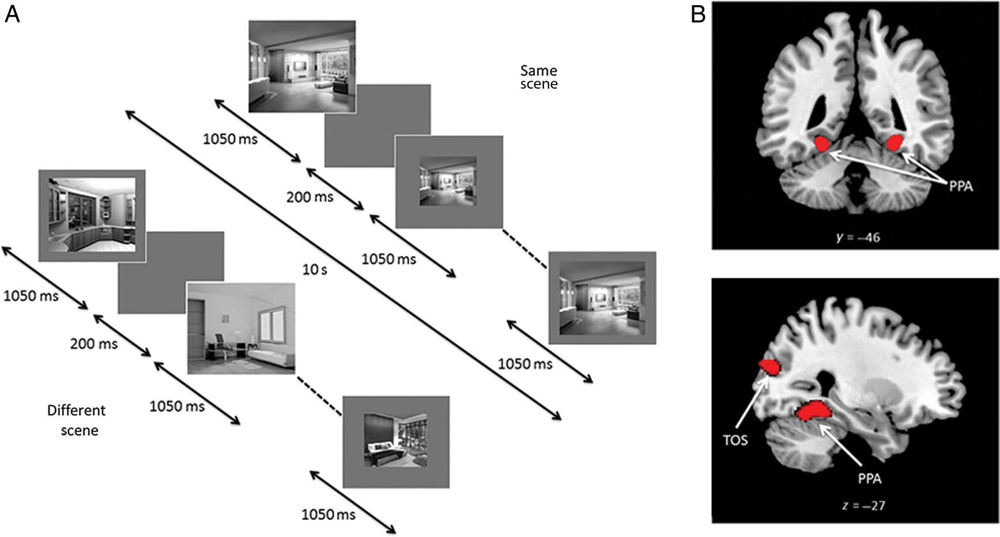 A
Same
scene
1050 ms
200 ms
1050 ms
10 s
1050 ms
1050 ms
200 ms
1050 ms
Different
scene
1050 ms
B
PPA
y = –46
TOS
PPA
z = –27